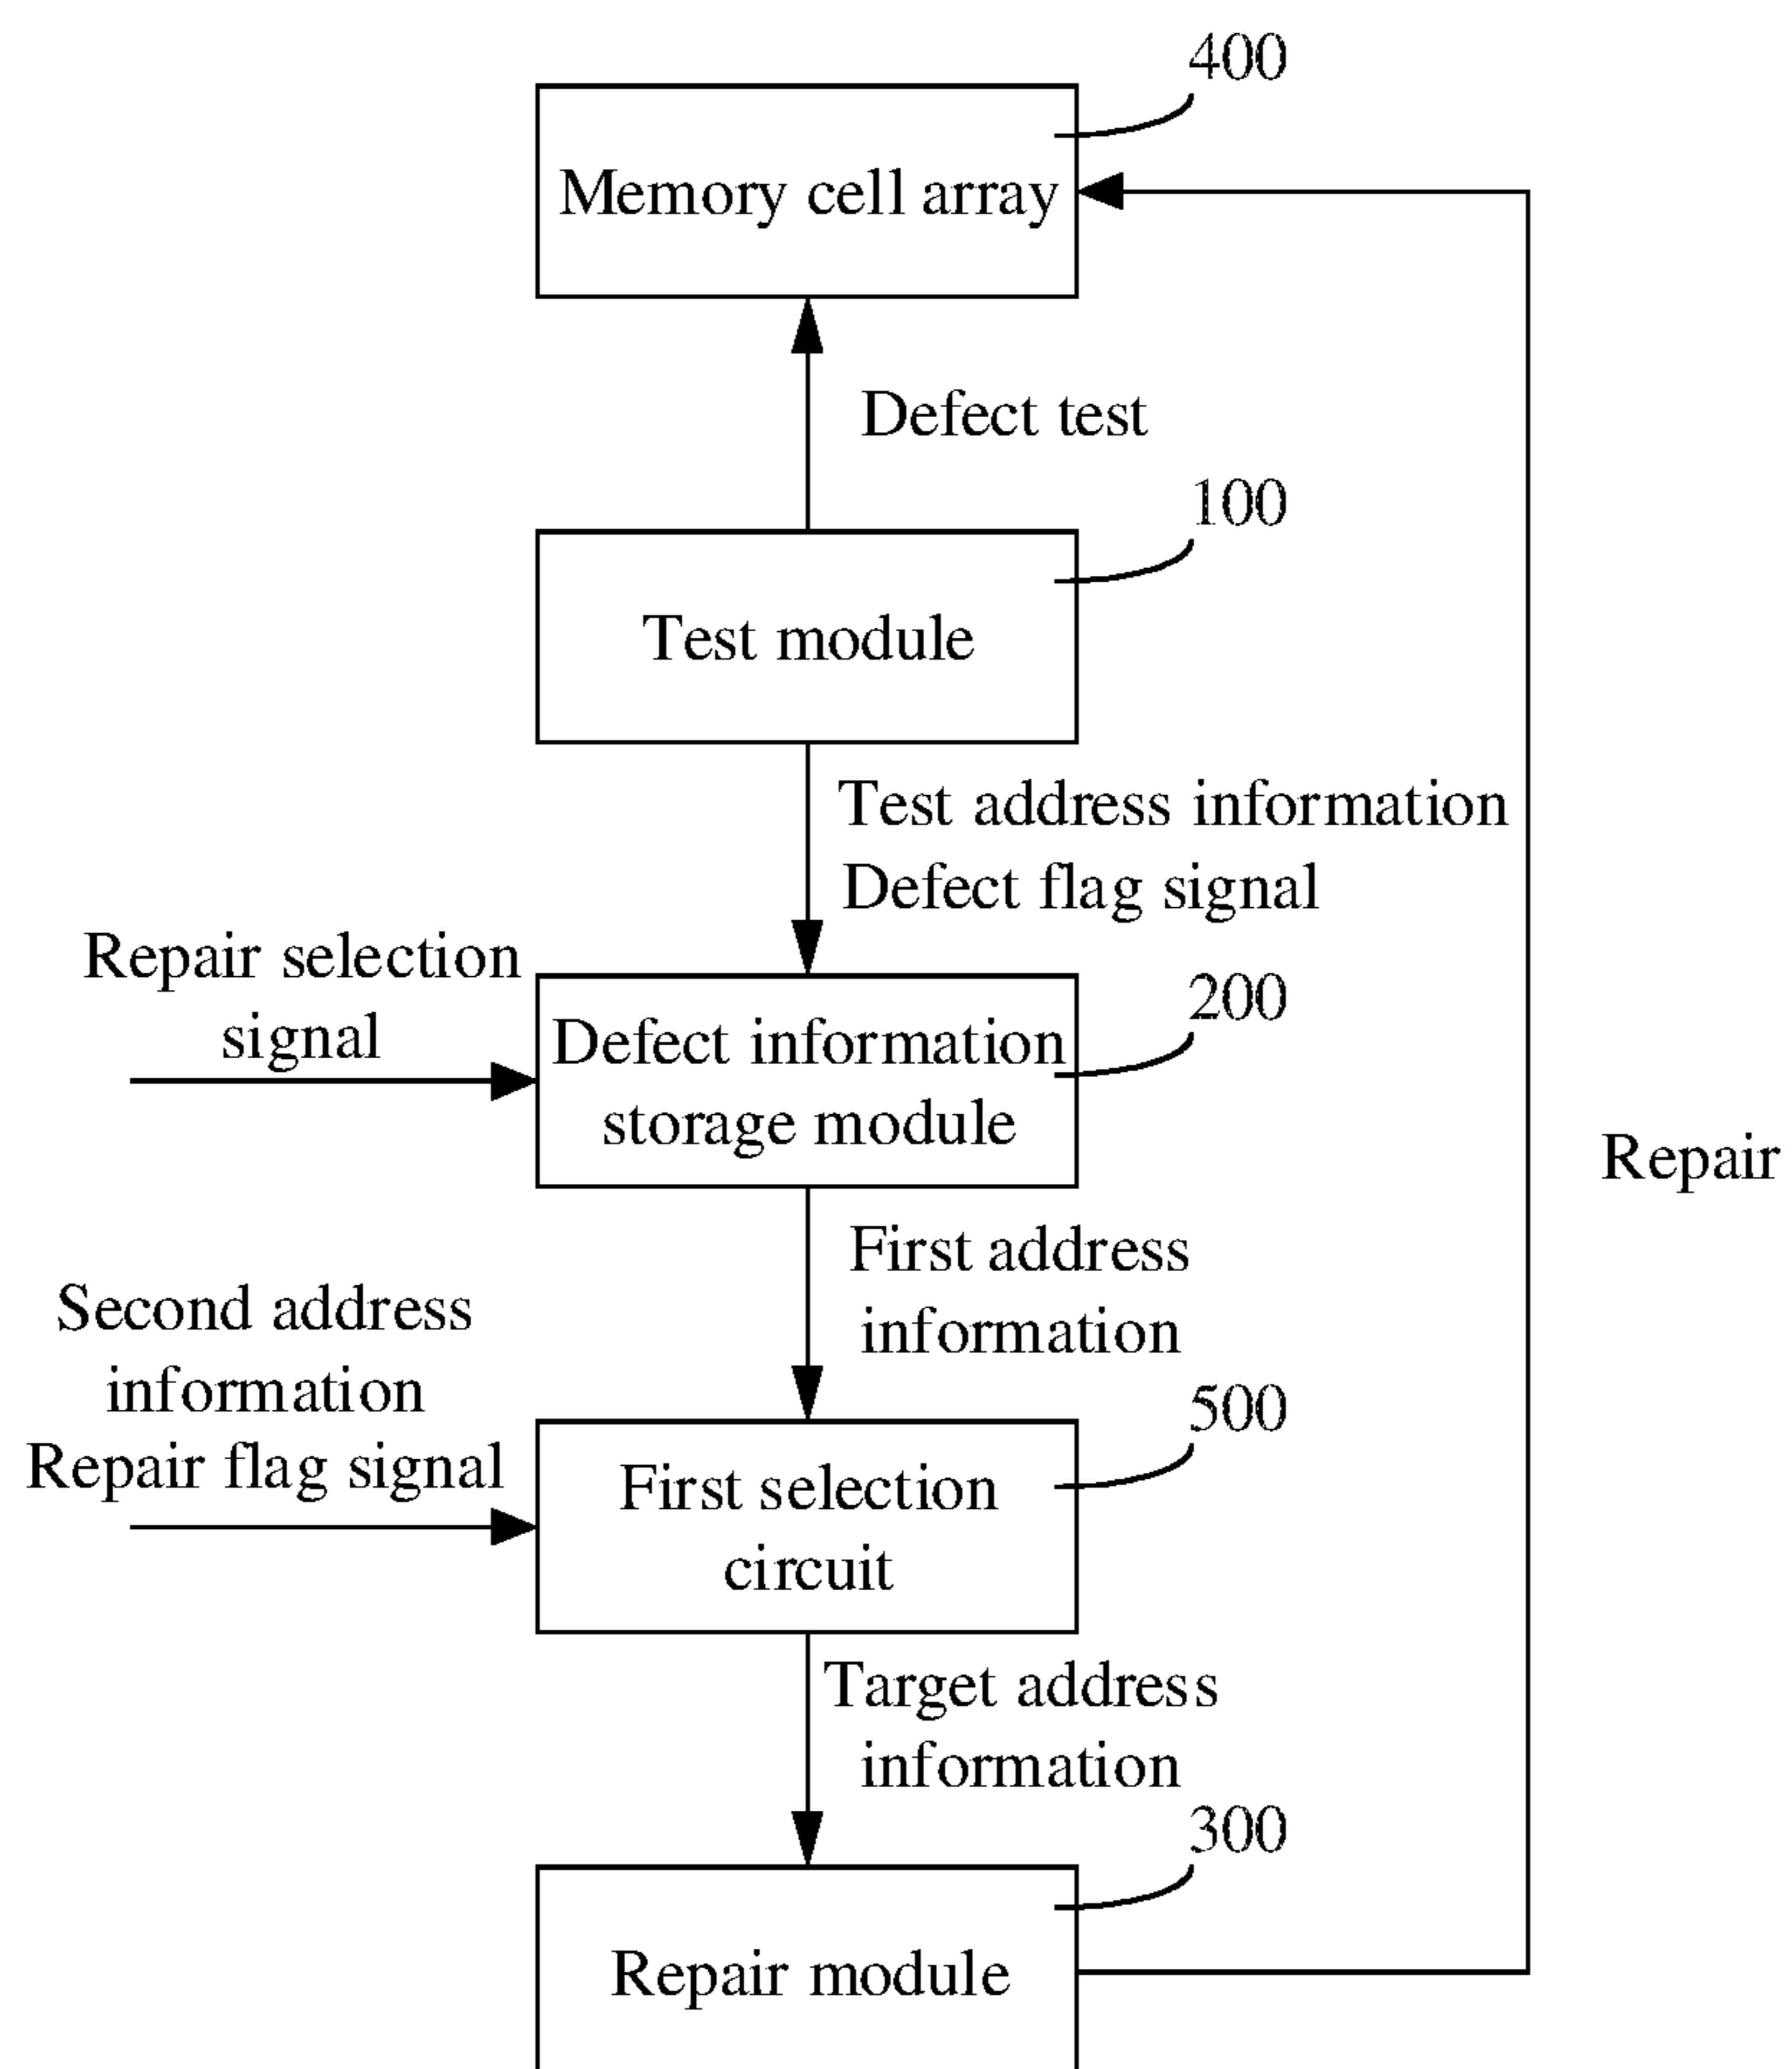 400
Memory cell array
Defect test
100
Test module
Test address information
Defect flag signal
Repair selection
signal
200
Defect information
storage module
Repair
First address
information
Second address
information
Repair flag signal
500
First selection
circuit
Target address
information
300
Repair module